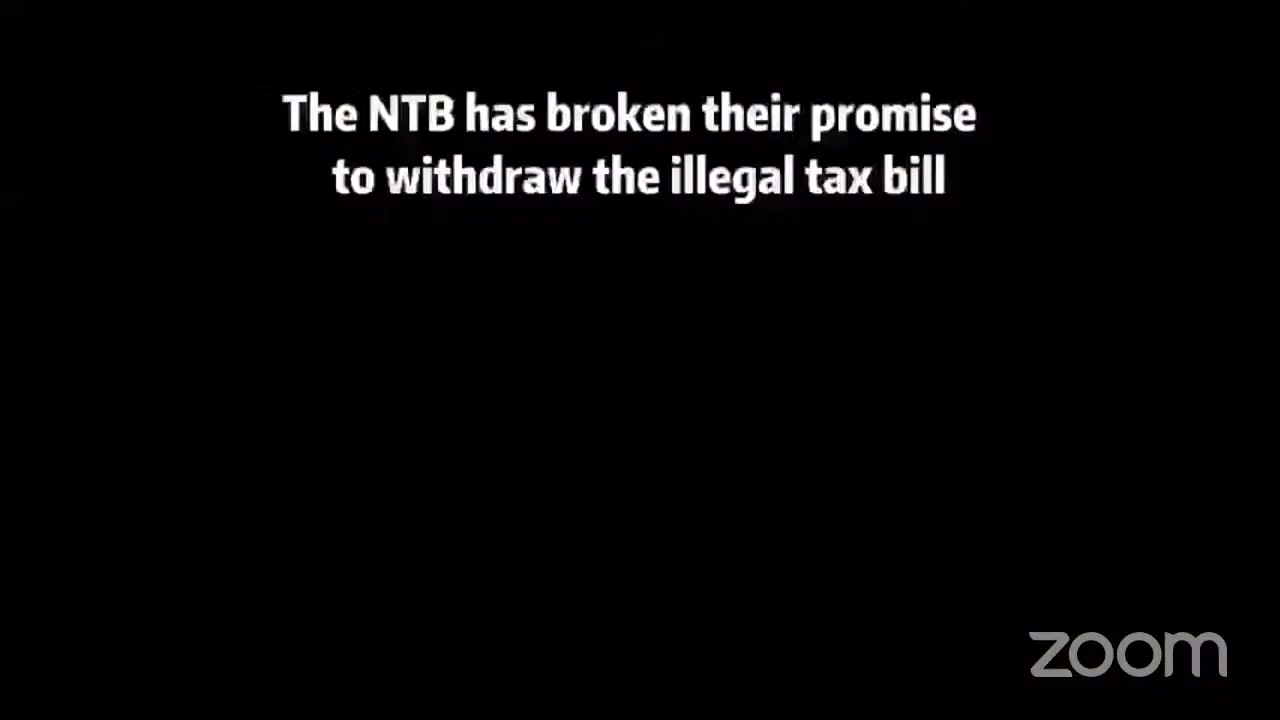 The NTB has broken their promise
to withdraw the illegal tax bill
zoom